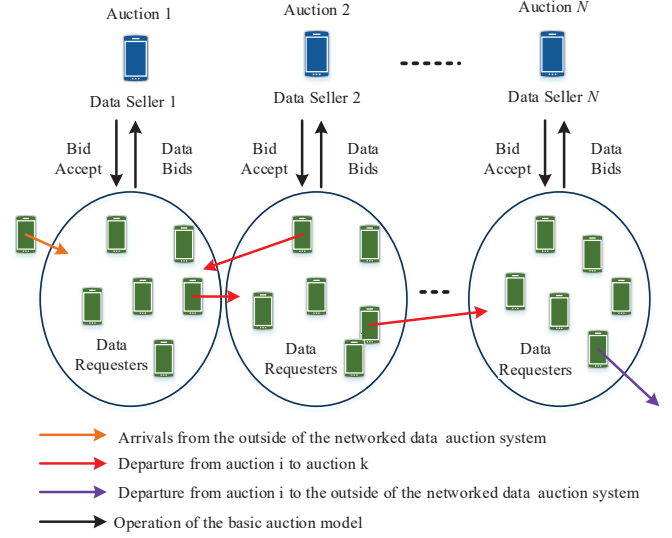 Auction 1
Auction 2
Auction N
Data Seller 1
Data Seller 2
Data Seller N
Bid
Accept
Data
Bids
Bid
Accept
Data
Bids
Bid
Accept
Data
Bids
Data
Requesters
Data
Requesters
Data
Requesters
Arrivals from the outside of the networked data auction system
Departure from auction i to auction k
Departure from auction i to the outside of the networked data auction system
Operation of the basic auction model